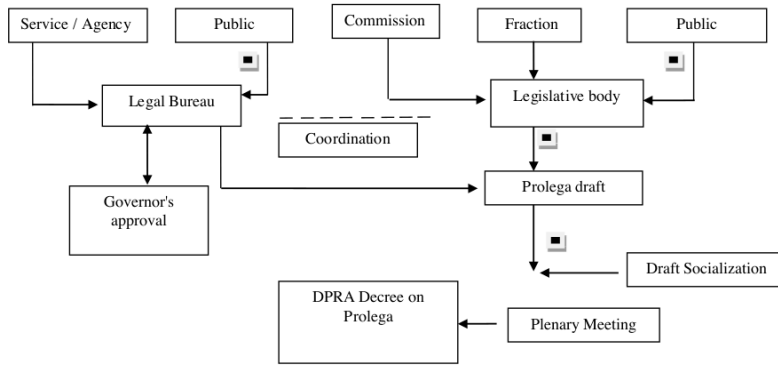 Service / Agency
Public
Commission
Fraction
Public
Legal Bureau
Legislative body
Coordination
Governor's
approval
Prolega draft
Draft Socialization
DPRA Decree on
Prolega
Plenary Meeting